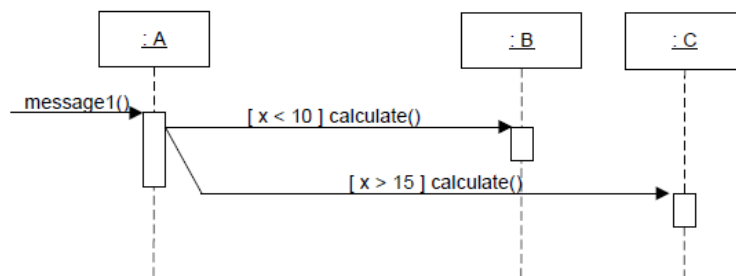 : A
: B
: C
message1()
[ x < 10 ] calculate()
[ x > 15 ] calculate()